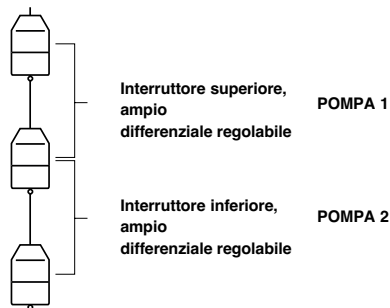 Interruttore superiore,
ampio
differenziale regolabile
POMPA 1
Interruttore inferiore,
ampio
differenziale regolabile
POMPA 2